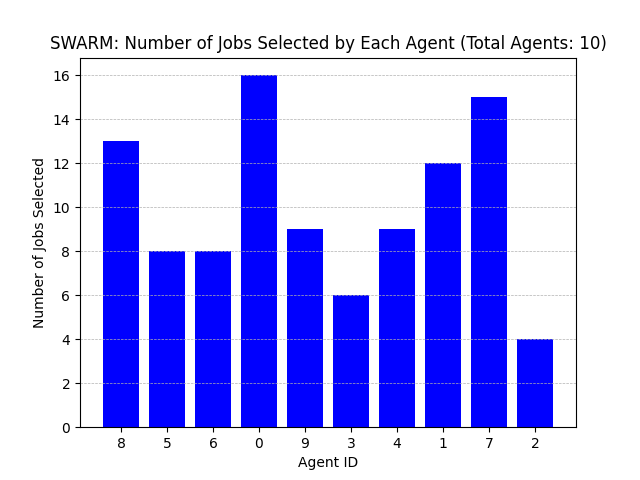 SWARM: Number of Jobs Selected by Each Agent (Total Agents: 10)
16
14
12
10
8
6
4
2
0
Number of Jobs Selected
8 5 6 0 9 3 4 1 7 2
Agent ID